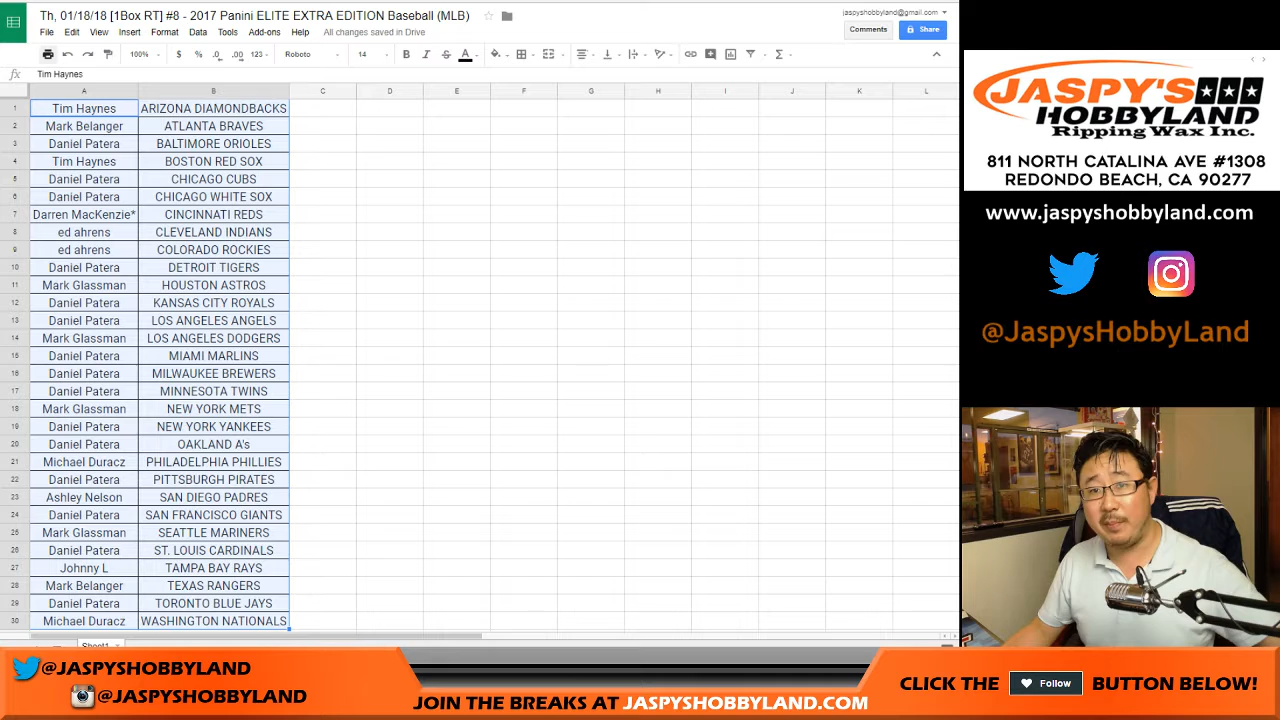 Th, 01/18/18 [1Box RT] #8 - 2017 Panini ELITE EXTRA EDITION Baseball (MLB)
jaspyshobbyland@gmail.com
File Edit View Insert Format Data Tools Add-ons Help All changes saved in Drive
Comments Share
100% $ % .0 .00 123 Roboto 14 B I S A Σ
fx Tim Haynes
A B C D E F G H I J K L
1 Tim Haynes ARIZONA DIAMONDBACKS
2 Mark Belanger ATLANTA BRAVES
3 Daniel Patera BALTIMORE ORIOLES
4 Tim Haynes BOSTON RED SOX
5 Daniel Patera CHICAGO CUBS
6 Daniel Patera CHICAGO WHITE SOX
7 Darren MacKenzie* CINCINNATI REDS
8 ed ahrens CLEVELAND INDIANS
9 ed ahrens COLORADO ROCKIES
10 Daniel Patera DETROIT TIGERS
11 Mark Glassman HOUSTON ASTROS
12 Daniel Patera KANSAS CITY ROYALS
13 Daniel Patera LOS ANGELES ANGELS
14 Mark Glassman LOS ANGELES DODGERS
15 Daniel Patera MIAMI MARLINS
16 Daniel Patera MILWAUKEE BREWERS
17 Daniel Patera MINNESOTA TWINS
18 Mark Glassman NEW YORK METS
19 Daniel Patera NEW YORK YANKEES
20 Daniel Patera OAKLAND A's
21 Michael Duracz PHILADELPHIA PHILLIES
22 Daniel Patera PITTSBURGH PIRATES
23 Ashley Nelson SAN DIEGO PADRES
24 Daniel Patera SAN FRANCISCO GIANTS
25 Mark Glassman SEATTLE MARINERS
26 Daniel Patera ST. LOUIS CARDINALS
27 Johnny L TAMPA BAY RAYS
28 Mark Belanger TEXAS RANGERS
29 Daniel Patera TORONTO BLUE JAYS
30 Michael Duracz WASHINGTON NATIONALS
Sheet1
JASPY'S
HOBBYLAND
Ripping Wax Inc.
811 NORTH CATALINA AVE #1308
REDONDO BEACH, CA 90277
www.jaspyshobbyland.com
@JaspysHobbyLand
@JASPYSHOBBYLAND
@JASPYSHOBBYLAND
JOIN THE BREAKS AT JASPYSHOBBYLAND.COM
CLICK THE Follow BUTTON BELOW!